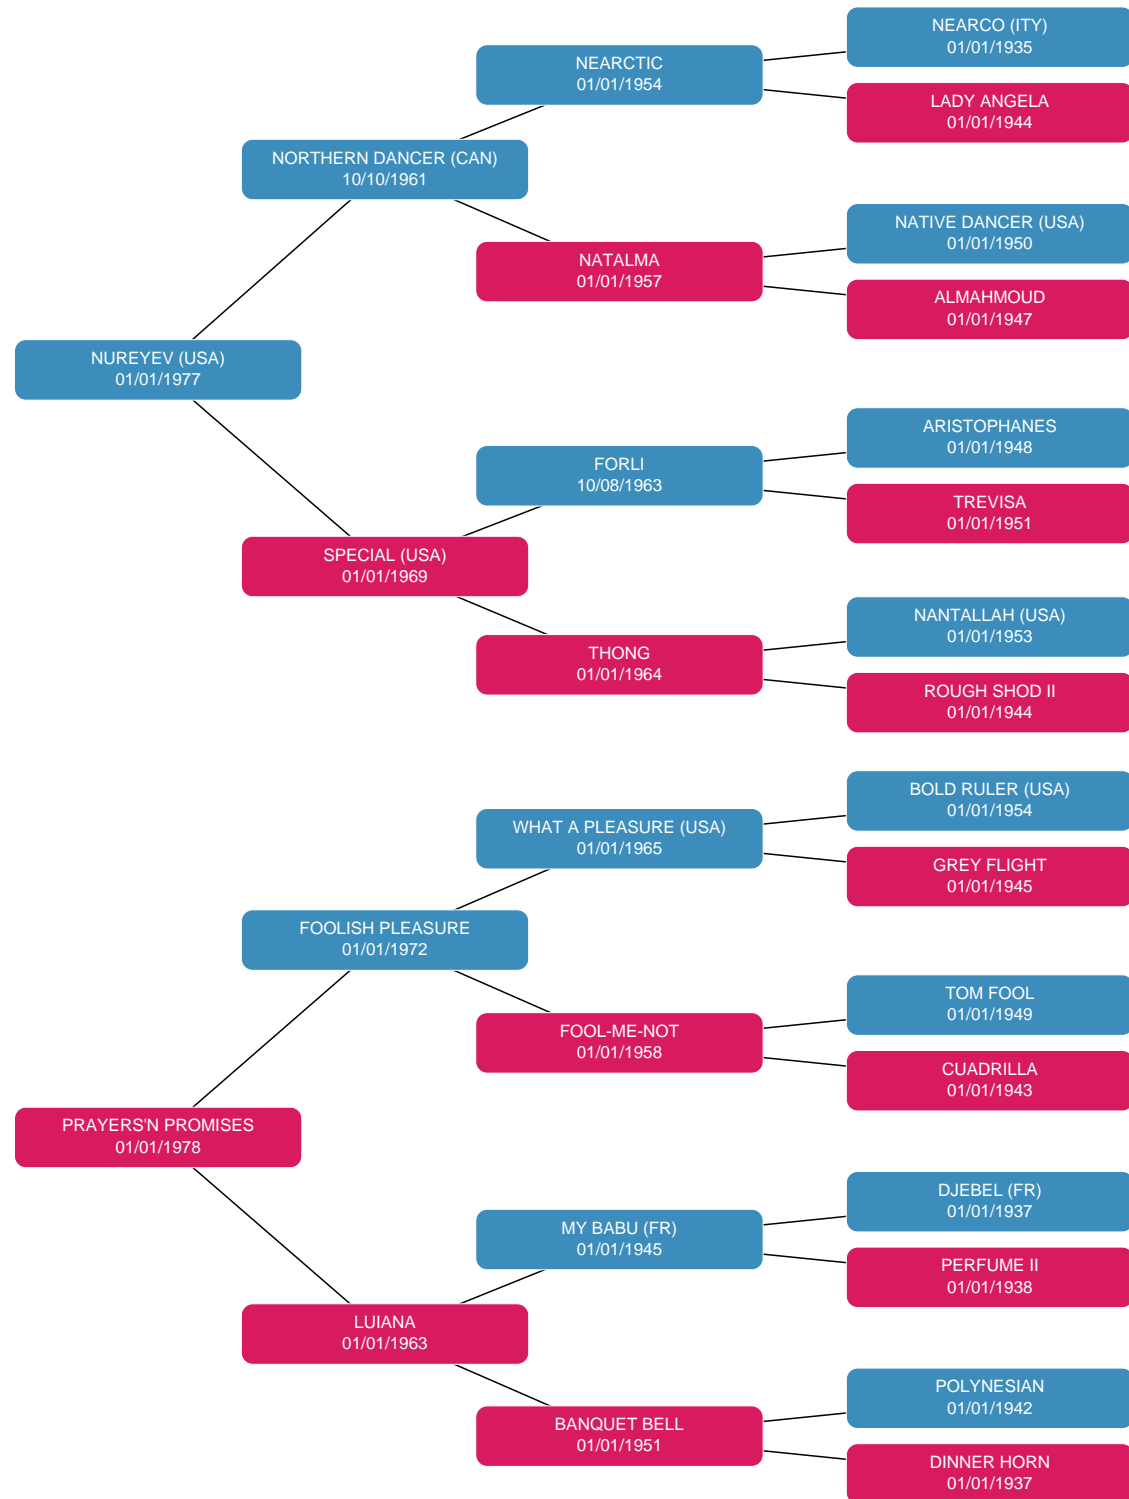 NEARCO (ITY)
01/01/1935
NEARCTIC
01/01/1954
LADY ANGELA
01/01/1944
NORTHERN DANCER (CAN)
10/10/1961
NATIVE DANCER (USA)
01/01/1950
NATALMA
01/01/1957
ALMAHMOUD
01/01/1947
NUREYEV (USA)
01/01/1977
ARISTOPHANES
01/01/1948
FORLI
10/08/1963
TREVISA
01/01/1951
SPECIAL (USA)
01/01/1969
NANTALLAH (USA)
01/01/1953
THONG
01/01/1964
ROUGH SHOD II
01/01/1944
BOLD RULER (USA)
01/01/1954
WHAT A PLEASURE (USA)
01/01/1965
GREY FLIGHT
01/01/1945
FOOLISH PLEASURE
01/01/1972
TOM FOOL
01/01/1949
FOOL-ME-NOT
01/01/1958
CUADRILLA
01/01/1943
PRAYERS'N PROMISES
01/01/1978
DJEBEL (FR)
01/01/1937
MY BABU (FR)
01/01/1945
PERFUME II
01/01/1938
LUIANA
01/01/1963
POLYNESIAN
01/01/1942
BANQUET BELL
01/01/1951
DINNER HORN
01/01/1937